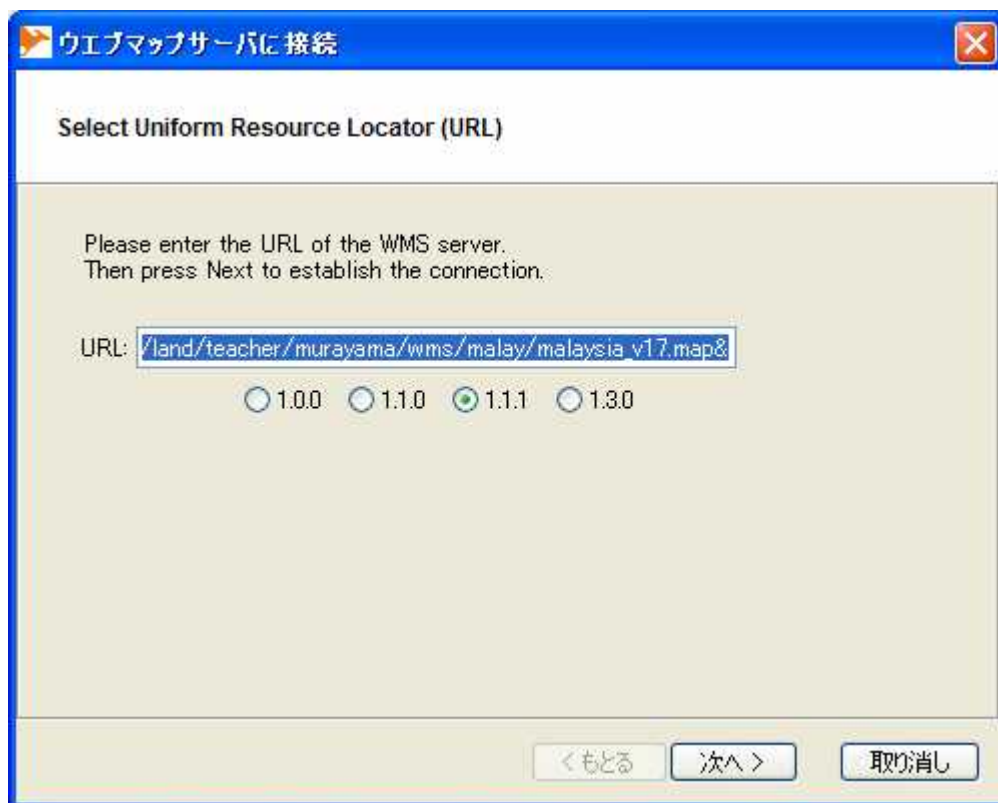 ウエブマップサーバに接続
Select Uniform Resource Locator (URL)
Please enter the URL of the WMS server.
Then press Next to establish the connection.
URL: /land/teacher/murayama/wms/malay/malaysia_v17.map&
1.0.0 1.1.0 1.1.1 1.3.0
< もとる 次へ > 取り消し